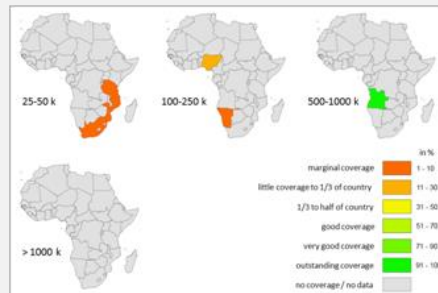 25-50 k
100-250 k
500-1000 k
> 1000 k
in %
marginal coverage 1 - 10
little coverage to 1/3 of country 11 - 30
1/3 to half of country 31 - 50
good coverage 51 - 70
very good coverage 71 - 90
outstanding coverage 91 - 100
no coverage / no data